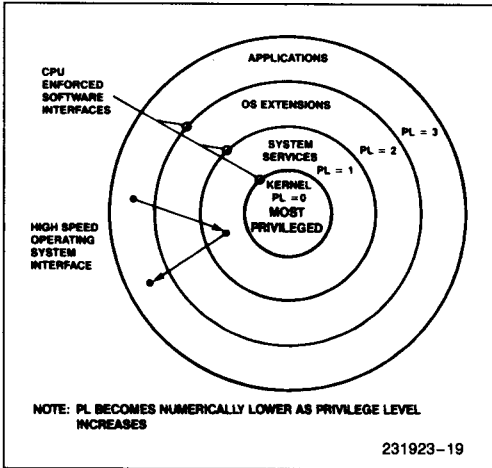 APPLICATIONS
CPU
ENFORCED
SOFTWARE
INTERFACES
OS EXTENSIONS
PL = 3
SYSTEM
SERVICES
PL = 2
PL = 1
KERNEL
PL = 0
MOST
PRIVILEGED
HIGH SPEED
OPERATING
SYSTEM
INTERFACE
NOTE: PL BECOMES NUMERICALLY LOWER AS PRIVILEGE LEVEL
INCREASES
231923–19